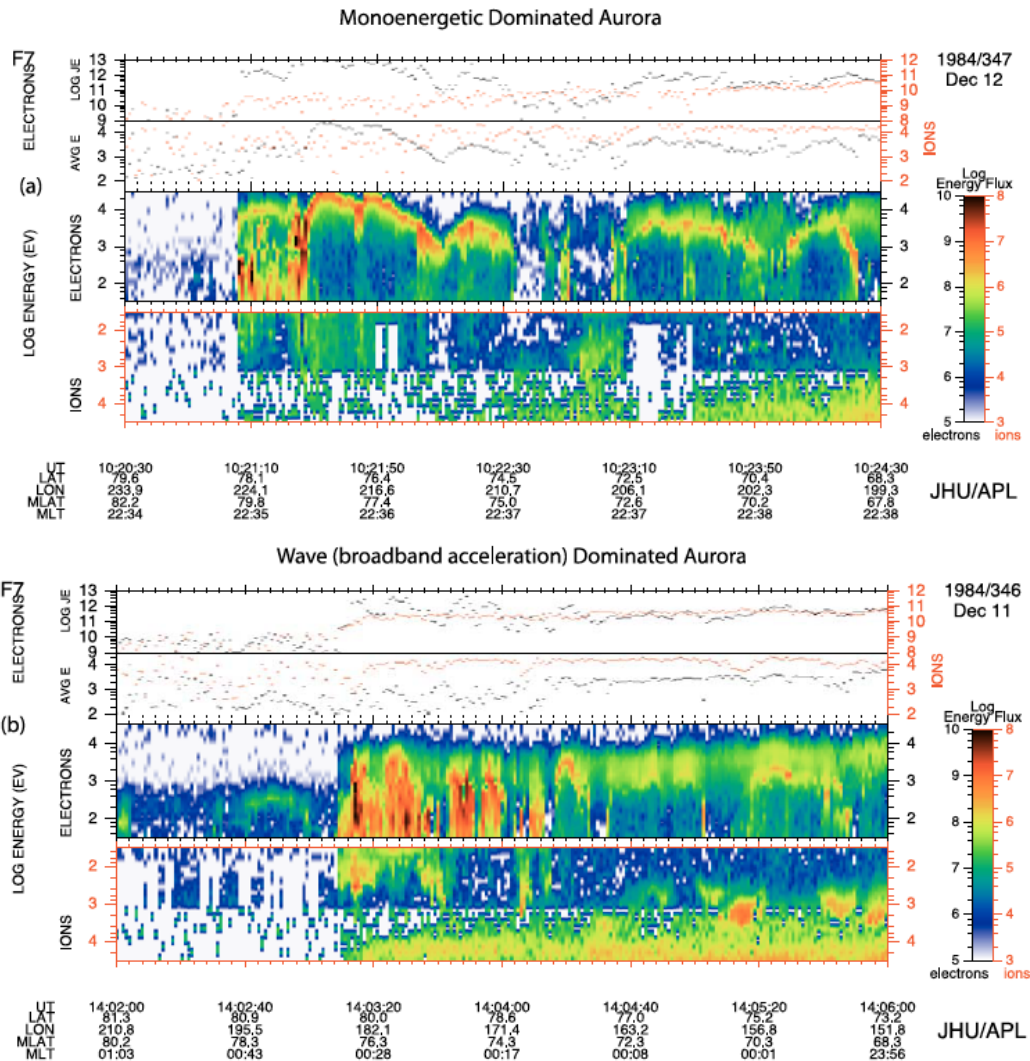 Monoenergetic Dominated Aurora
F7
1984/347
Dec 12
ELECTRONS
LOG JE
13
12
11
10
9
12
11
10
9
8
AVG E
4
3
2
4
3
2
IONS
(a)
LOG ENERGY (EV)
ELECTRONS
4
3
2
IONS
2
3
4
Log
Energy Flux
10 8
9 7
8 6
7 5
6 4
5 3
electrons ions
UT 10:20:30 10:21:10 10:21:50 10:22:30 10:23:10 10:23:50 10:24:30
LAT 79.6 78.1 76.4 74.5 72.5 70.4 68.3
LON 233.9 224.1 216.6 210.7 206.1 202.3 199.3
MLAT 82.2 79.8 77.4 75.0 72.6 70.2 67.8
MLT 22:34 22:35 22:36 22:37 22:37 22:38 22:38
JHU/APL
Wave (broadband acceleration) Dominated Aurora
F7
1984/346
Dec 11
ELECTRONS
LOG JE
13
12
11
10
9
12
11
10
9
8
AVG E
4
3
2
4
3
2
IONS
(b)
LOG ENERGY (EV)
ELECTRONS
4
3
2
IONS
2
3
4
Log
Energy Flux
10 8
9 7
8 6
7 5
6 4
5 3
electrons ions
UT 14:02:00 14:02:40 14:03:20 14:04:00 14:04:40 14:05:20 14:06:00
LAT 81.3 80.9 80.0 78.6 77.0 75.2 73.2
LON 210.8 195.5 182.1 171.4 163.2 156.8 151.8
MLAT 80.2 78.3 76.3 74.3 72.3 70.3 68.3
MLT 01:03 00:43 00:28 00:17 00:08 00:01 23:56
JHU/APL